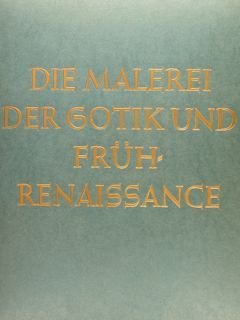 DIE MALEREI
DER GOTIK UND
FRÜH-
RENAISSANCE